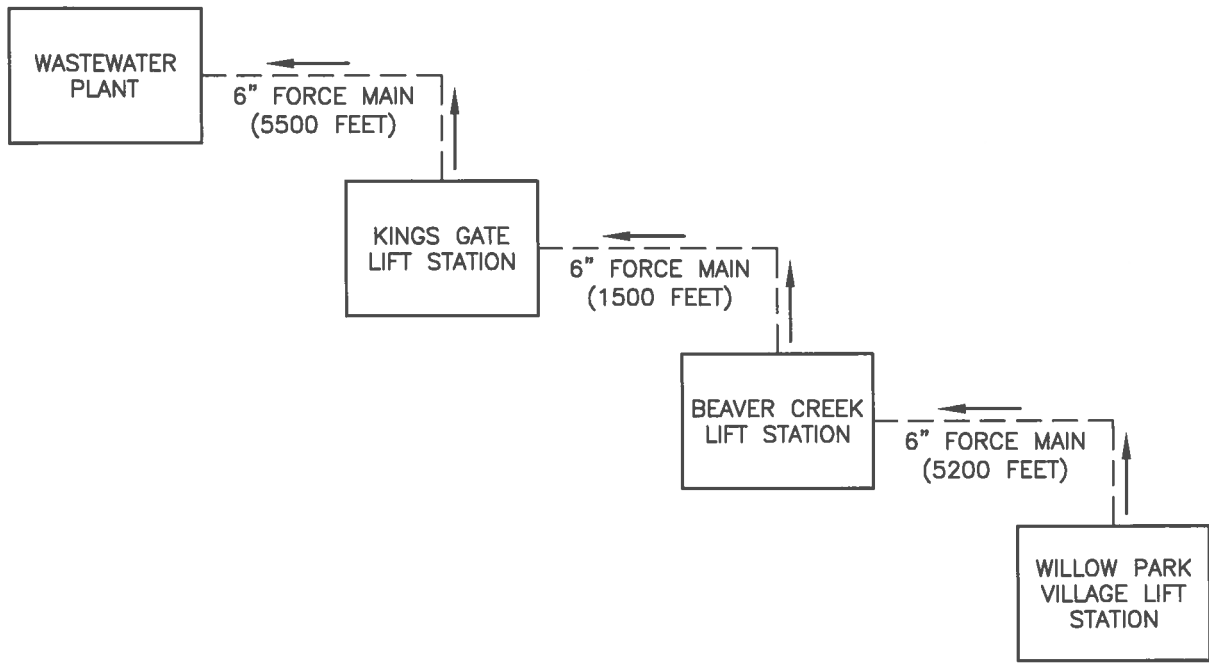 WASTEWATER
PLANT
6" FORCE MAIN
(5500 FEET)
KINGS GATE
LIFT STATION
6" FORCE MAIN
(1500 FEET)
BEAVER CREEK
LIFT STATION
6" FORCE MAIN
(5200 FEET)
WILLOW PARK
VILLAGE LIFT
STATION